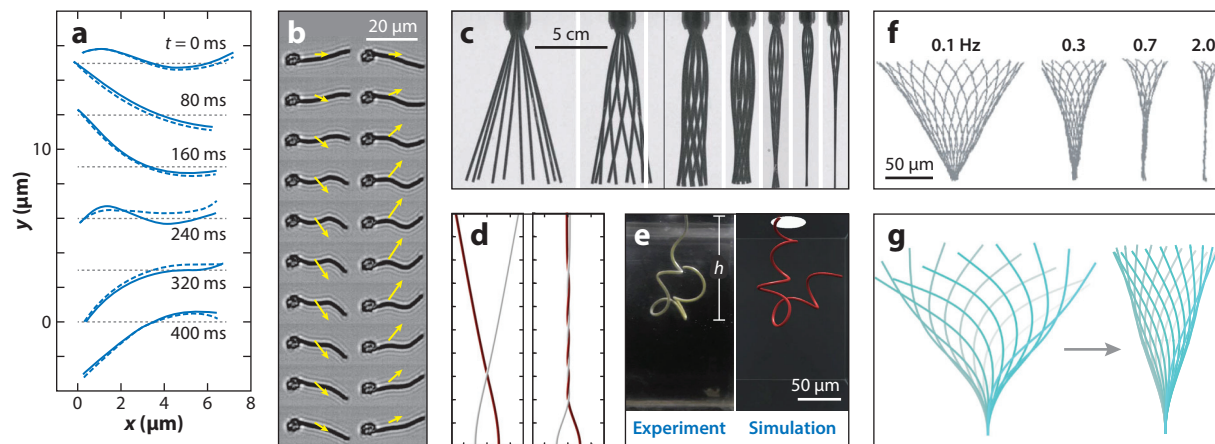 a
t = 0 ms
80 ms
160 ms
240 ms
320 ms
400 ms
10
0
y (µm)
0 2 4 6 8
x (µm)
b
20 µm
c
5 cm
d
e
h
50 µm
Experiment Simulation
f
0.1 Hz 0.3 0.7 2.0
50 µm
g